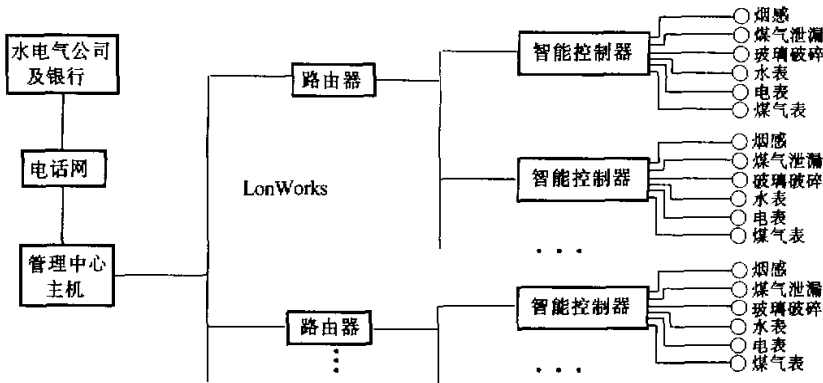 水电气公司
及银行
电话网
管理中心
主机
LonWorks
路由器
智能控制器
烟感
煤气泄漏
玻璃破碎
水表
电表
煤气表
智能控制器
烟感
煤气泄漏
玻璃破碎
水表
电表
煤气表
...
路由器
智能控制器
烟感
煤气泄漏
玻璃破碎
水表
电表
煤气表
...